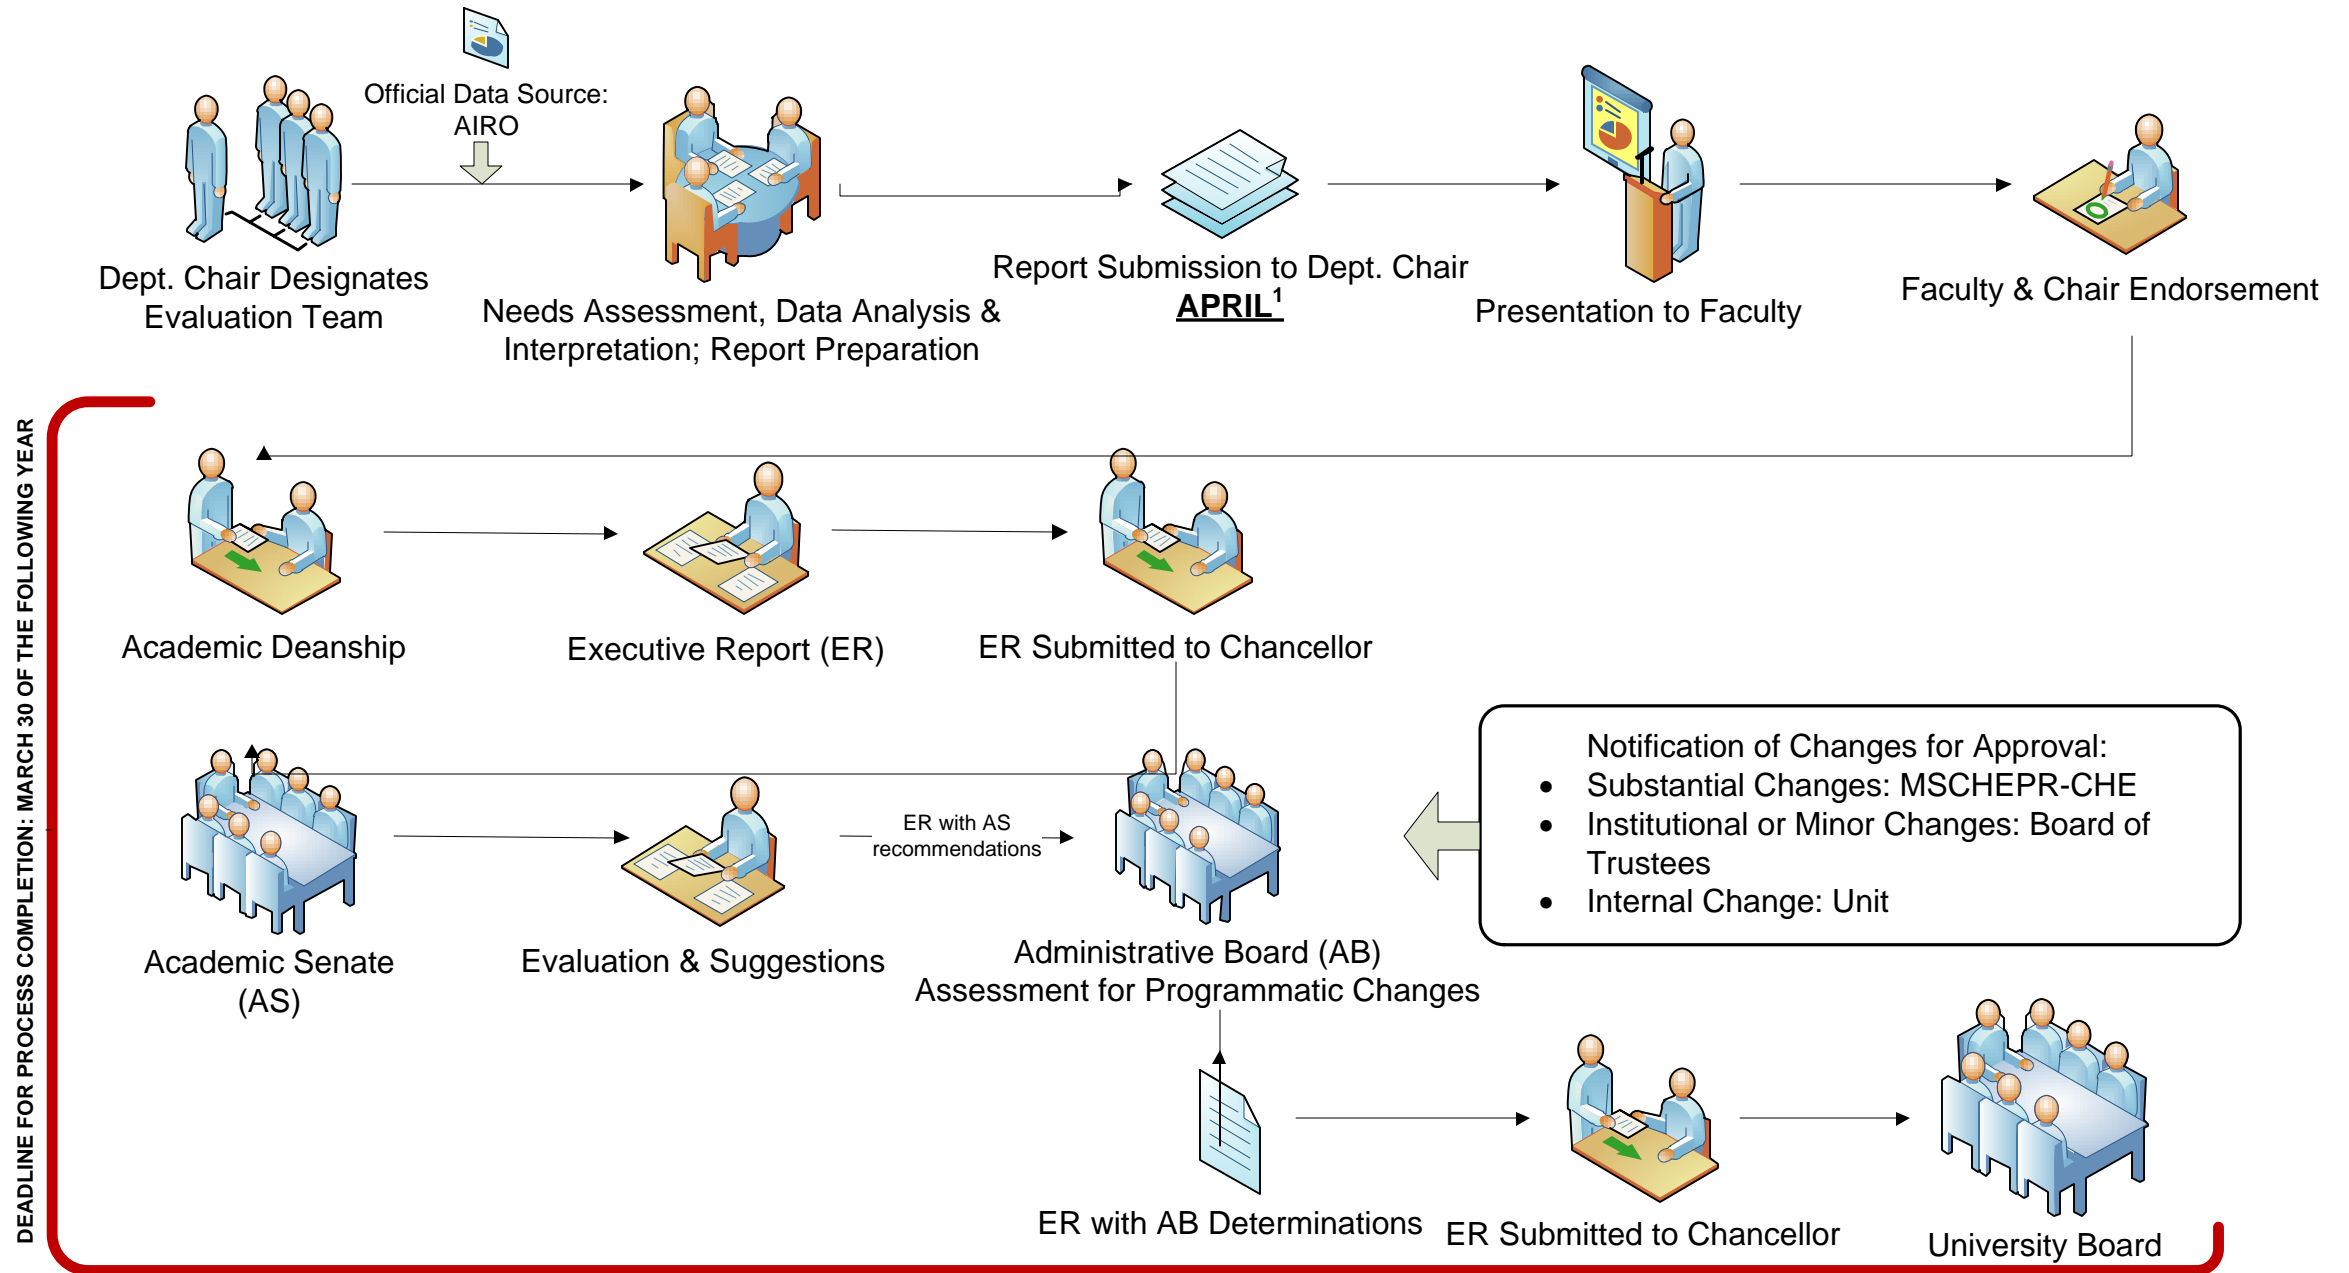 Official Data Source:
AIRO
Dept. Chair Designates
Evaluation Team
Needs Assessment, Data Analysis &
Interpretation; Report Preparation
Report Submission to Dept. Chair
APRIL¹
Presentation to Faculty
Faculty & Chair Endorsement
DEADLINE FOR PROCESS COMPLETION: MARCH 30 OF THE FOLLOWING YEAR
Academic Deanship
Executive Report (ER)
ER Submitted to Chancellor
Academic Senate
(AS)
Evaluation & Suggestions
ER with AS
recommendations
Administrative Board (AB)
Assessment for Programmatic Changes
Notification of Changes for Approval:
• Substantial Changes: MSCHEPR-CHE
• Institutional or Minor Changes: Board of
Trustees
• Internal Change: Unit
ER with AB Determinations
ER Submitted to Chancellor
University Board